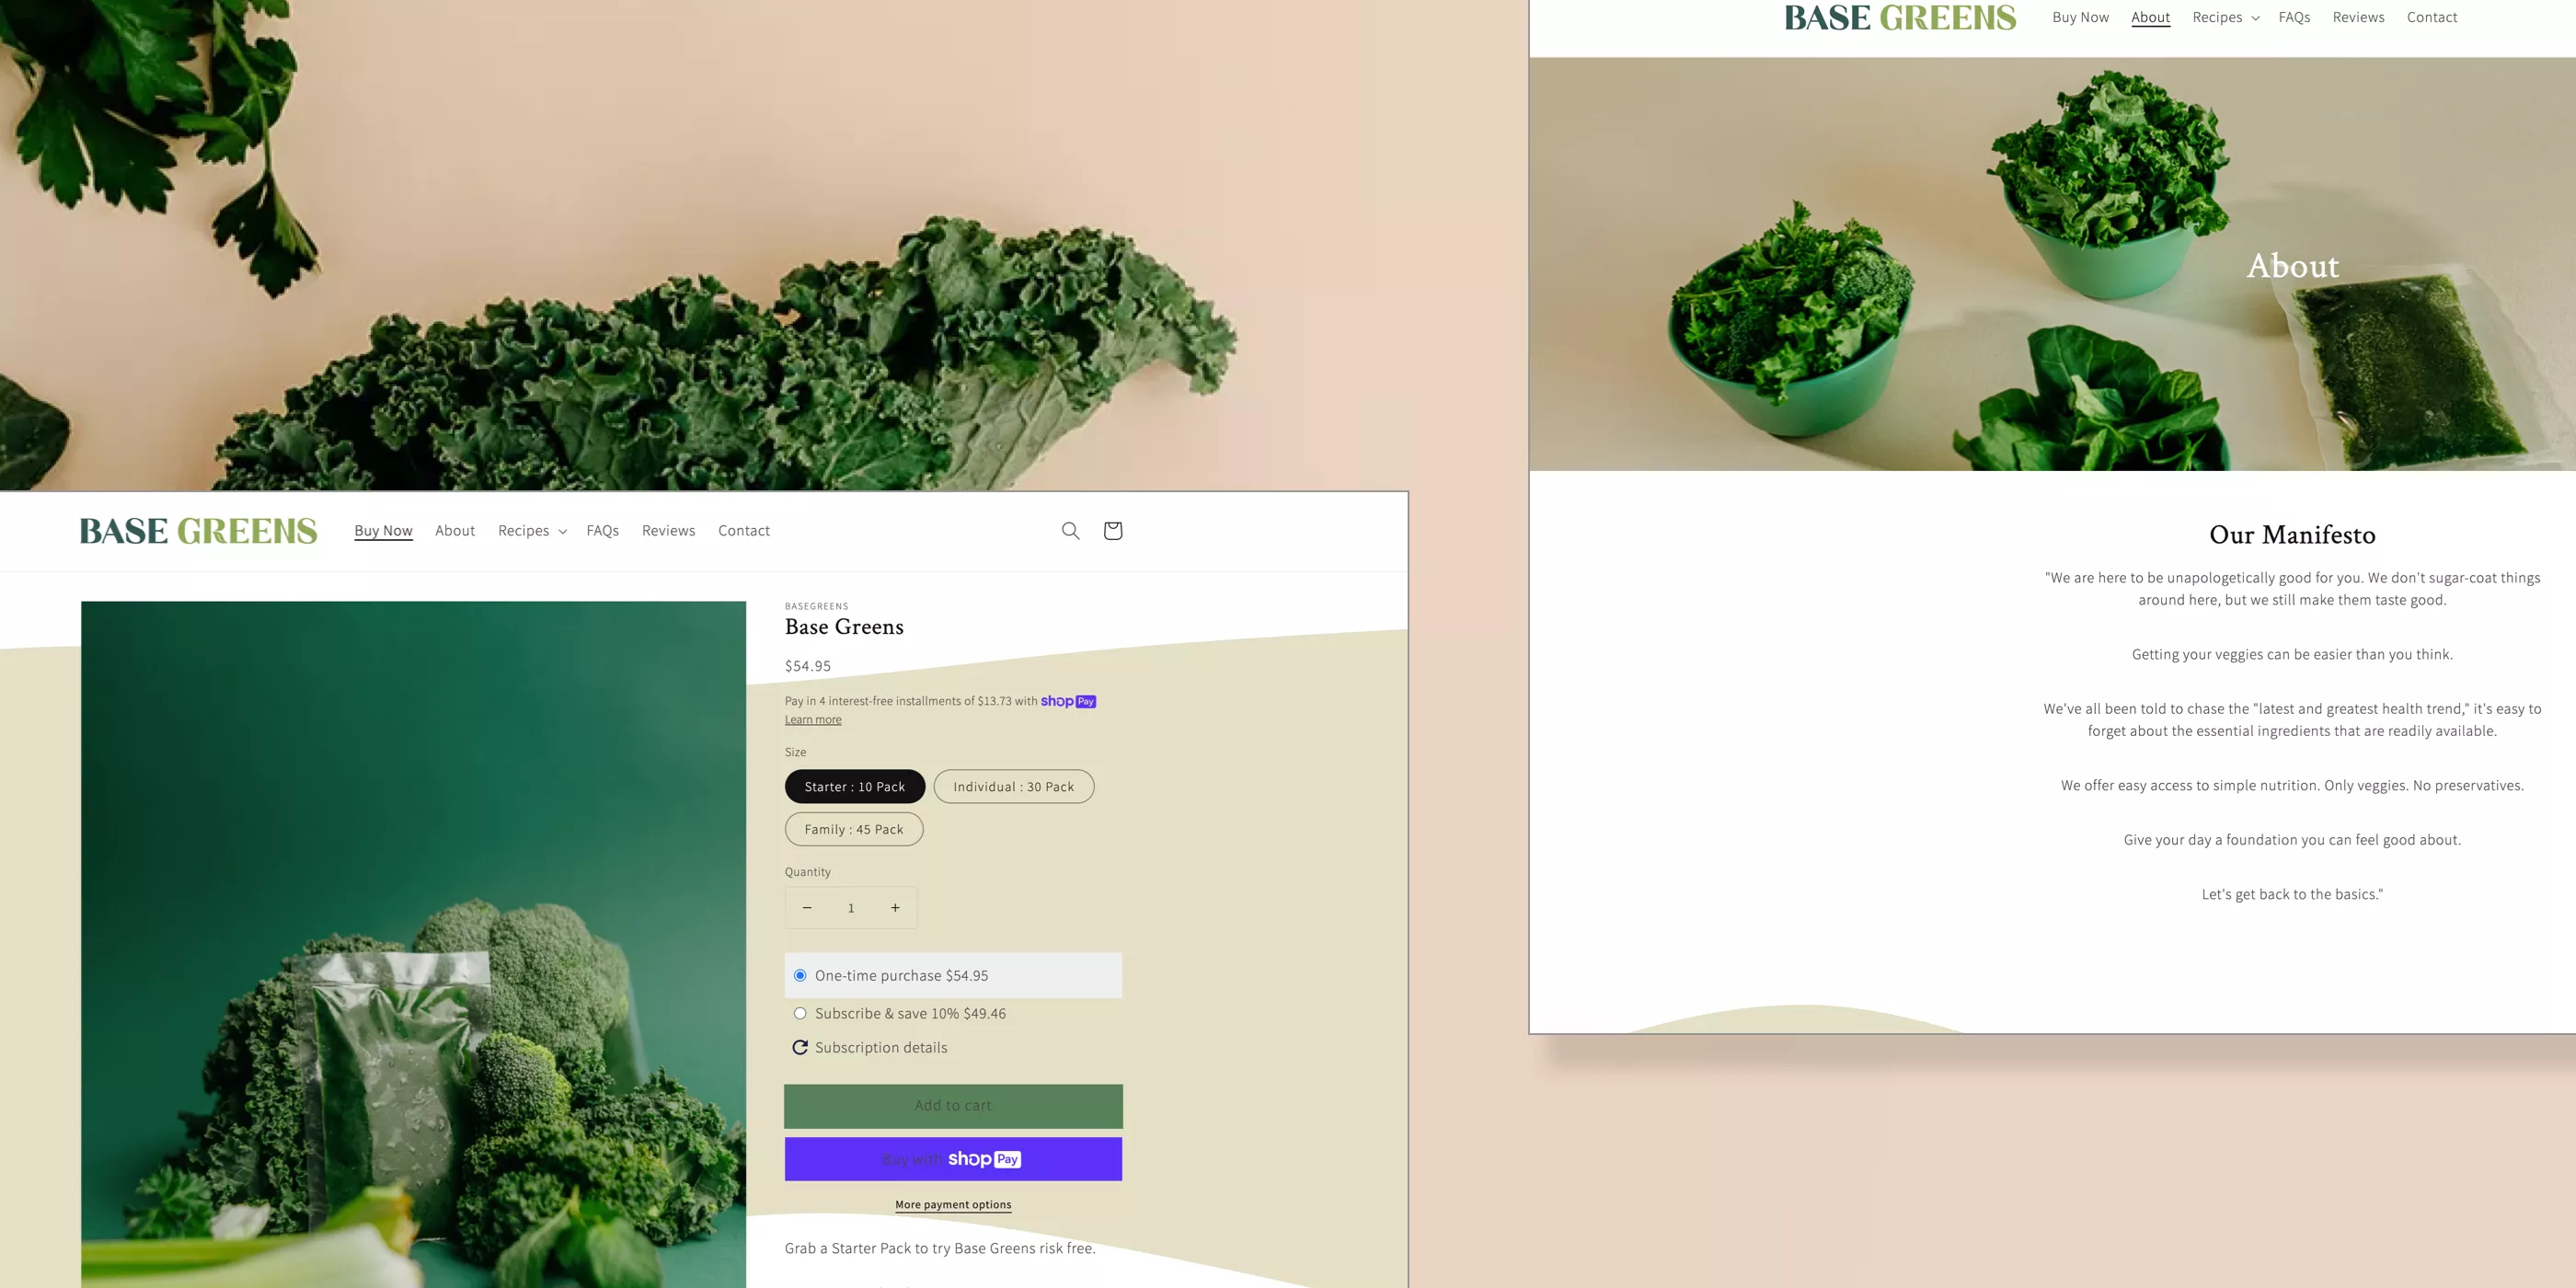 BASE GREENS
Buy Now About Recipes FAQs Reviews Contact
About
Our Manifesto
"We are here to be unapologetically good for you. We don't sugar-coat things
around here, but we still make them taste good.
Getting your veggies can be easier than you think.
We've all been told to chase the "latest and greatest health trend," it's easy to
forget about the essential ingredients that are readily available.
We offer easy access to simple nutrition. Only veggies. No preservatives.
Give your day a foundation you can feel good about.
Let's get back to the basics."
BASE GREENS
Buy Now About Recipes FAQs Reviews Contact
BASEGREENS
Base Greens
$54.95
Pay in 4 interest-free installments of $13.73 with shop Pay
Learn more
Size
Starter : 10 Pack Individual : 30 Pack
Family : 45 Pack
Quantity
− 1 +
One-time purchase $54.95
Subscribe & save 10% $49.46
Subscription details
Add to cart
Buy with shop Pay
More payment options
Grab a Starter Pack to try Base Greens risk free.